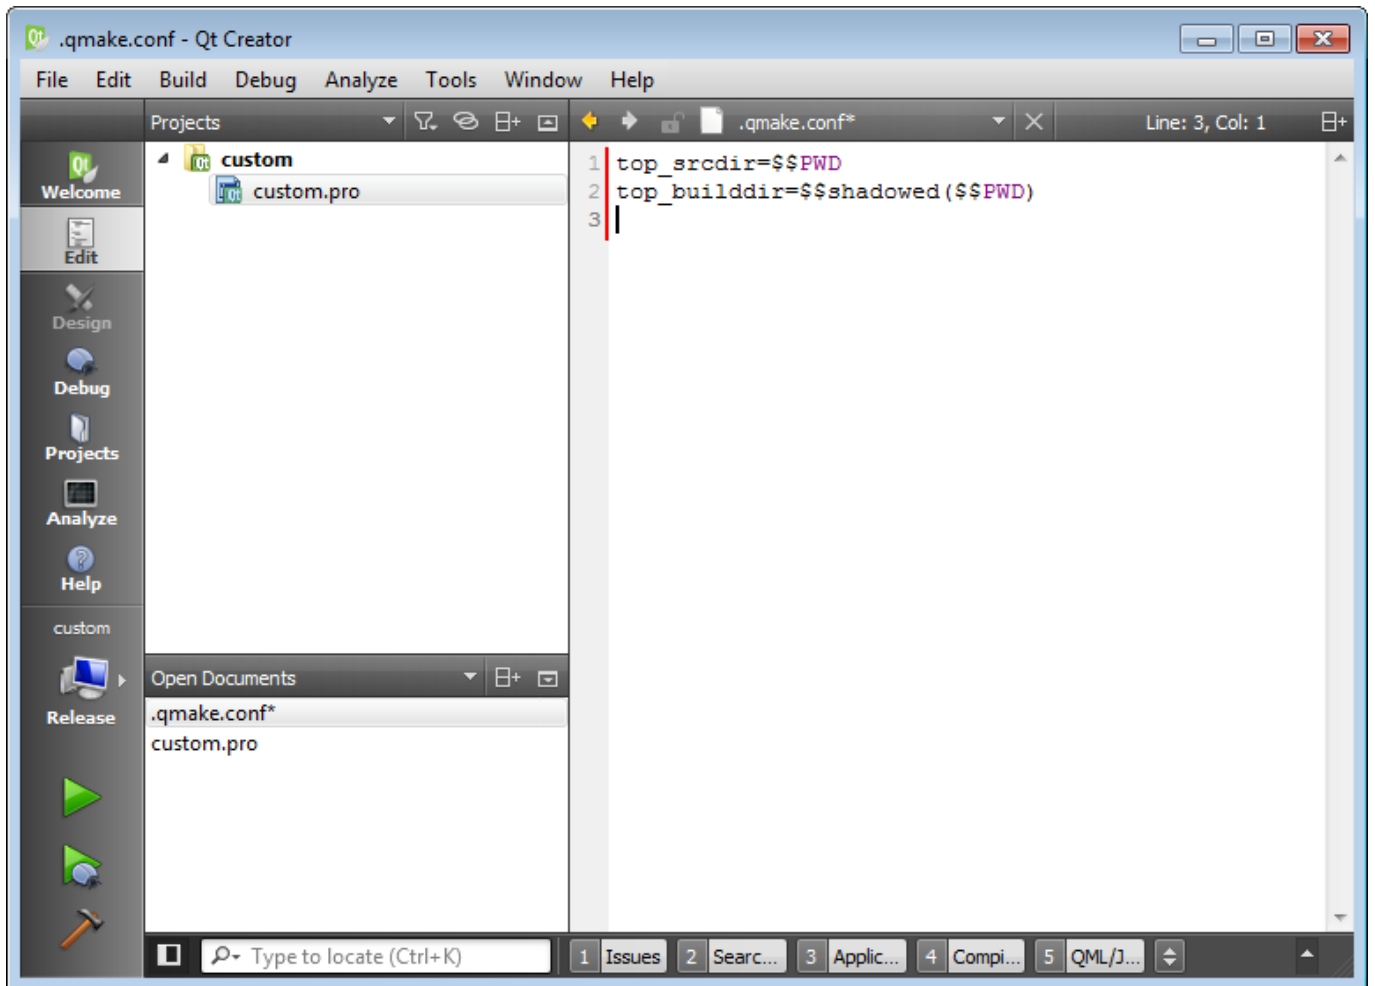 .qmake.conf - Qt Creator
File Edit Build Debug Analyze Tools Window Help
Projects
.qmake.conf*
Line: 3, Col: 1
Welcome
Edit
Design
Debug
Projects
Analyze
Help
custom
Release
custom
custom.pro
1 top_srcdir=$$PWD
2 top_builddir=$$shadowed($$PWD)
3
Open Documents
.qmake.conf*
custom.pro
Type to locate (Ctrl+K)
1 Issues 2 Searc... 3 Applic... 4 Compi... 5 QML/J...